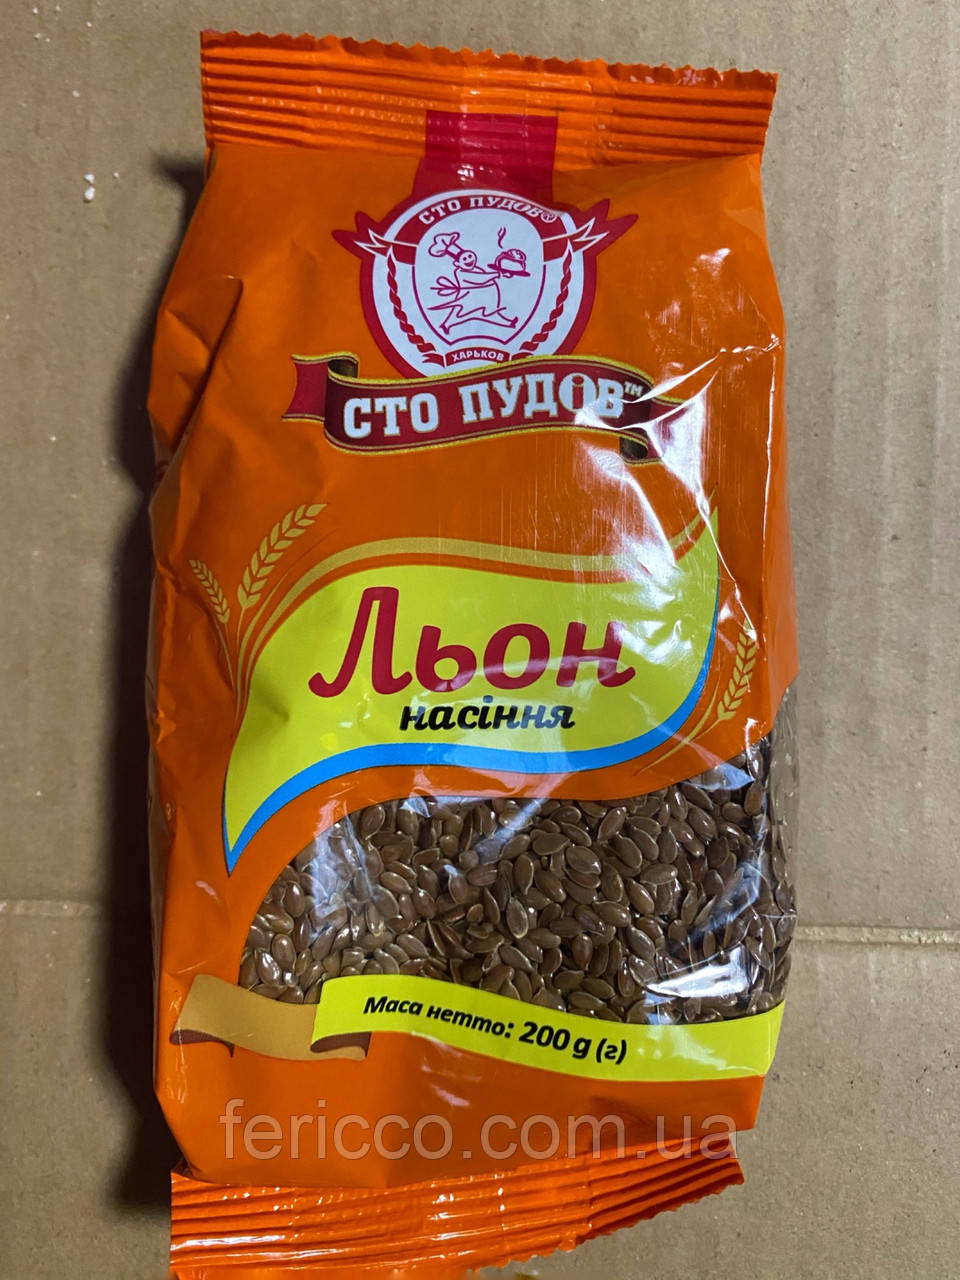 СТО ПУДОВ®
ХАРЬКОВ
СТО ПУДІВ™
Льон
насіння
Маса нетто: 200 g (г)
fericco.com.ua